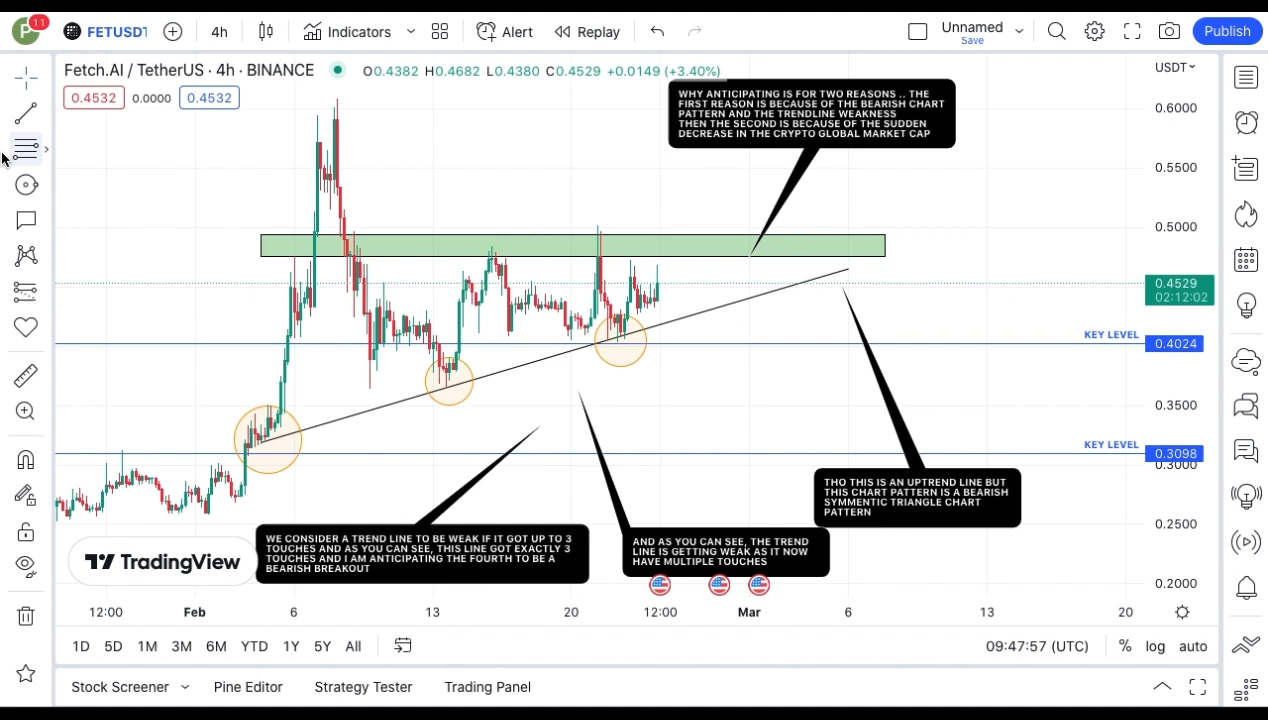 P 11 FETUSDT 4h Indicators Alert Replay Unnamed Save Publish
Fetch.AI / TetherUS · 4h · BINANCE O0.4382 H0.4682 L0.4380 C0.4529 +0.0149 (+3.40%) USDT
0.4532 0.0000 0.4532
WHY ANTICIPATING IS FOR TWO REASONS .. THE
FIRST REASON IS BECAUSE OF THE BEARISH CHART
PATTERN AND THE TRENDLINE WEAKNESS
THEN THE SECOND IS BECAUSE OF THE SUDDEN
DECREASE IN THE CRYPTO GLOBAL MARKET CAP
0.6000
0.5500
0.5000
0.4529
02:12:02
KEY LEVEL 0.4024
0.3500
KEY LEVEL 0.3098
0.3000
0.2500
0.2000
THO THIS IS AN UPTREND LINE BUT
THIS CHART PATTERN IS A BEARISH
SYMMENTIC TRIANGLE CHART
PATTERN
WE CONSIDER A TREND LINE TO BE WEAK IF IT GOT UP TO 3
TOUCHES AND AS YOU CAN SEE, THIS LINE GOT EXACTLY 3
TOUCHES AND I AM ANTICIPATING THE FOURTH TO BE A
BEARISH BREAKOUT
AND AS YOU CAN SEE, THE TREND
LINE IS GETTING WEAK AS IT NOW
HAVE MULTIPLE TOUCHES
TradingView
12:00 Feb 6 13 20 12:00 Mar 6 13 20
1D 5D 1M 3M 6M YTD 1Y 5Y All 09:47:57 (UTC) % log auto
Stock Screener Pine Editor Strategy Tester Trading Panel